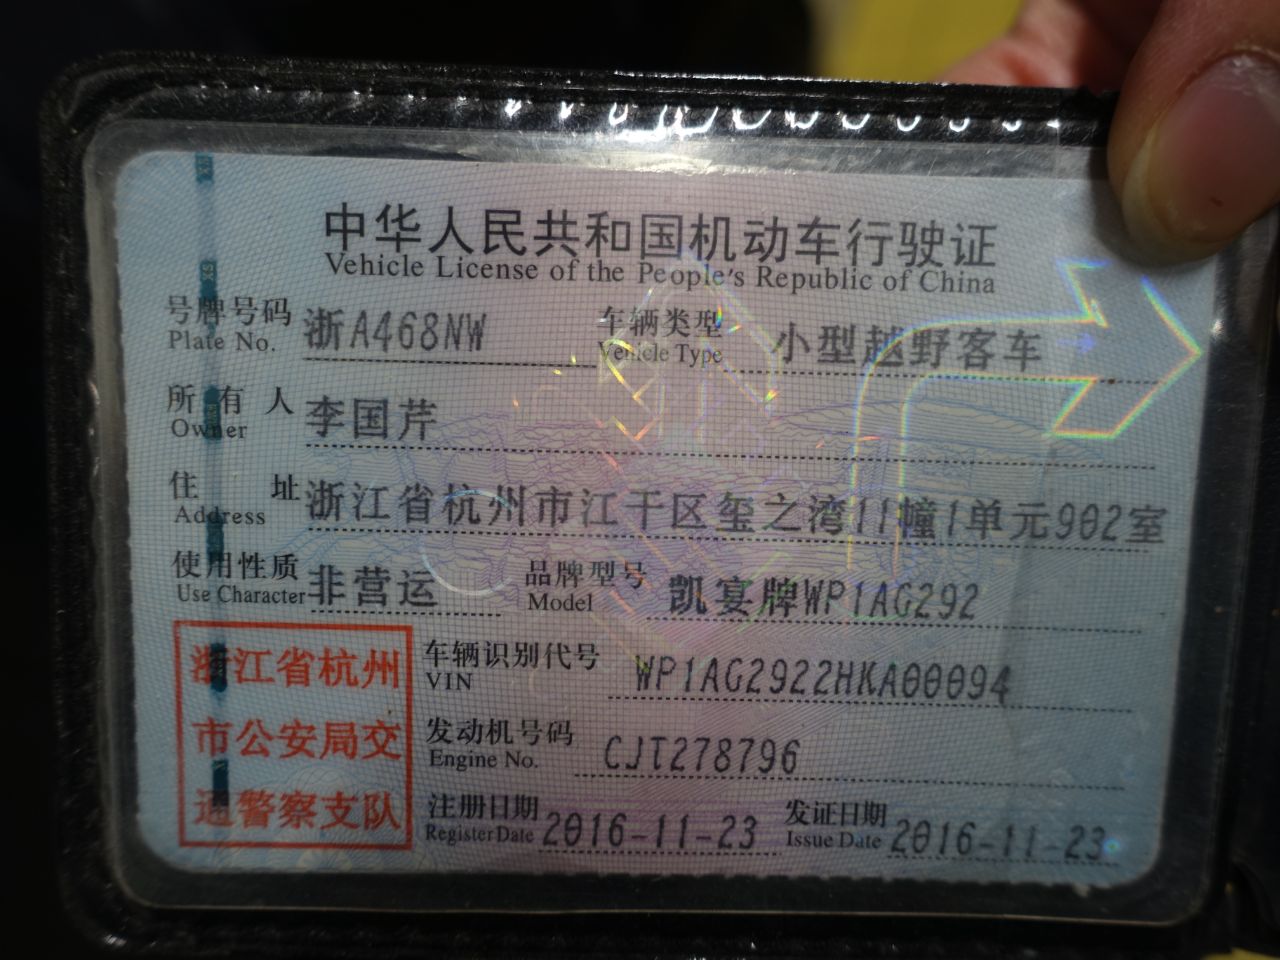 中华人民共和国机动车行驶证
Vehicle License of the People's Republic of China
号牌号码 浙A468NW 车辆类型 小型越野客车
Plate No. Vehicle Type
所有人 李国芹
Owner
住址 浙江省杭州市江干区玺之湾11幢1单元902室
Address
使用性质 非营运 品牌型号 凯宴牌WP1AG292
Use Character Model
浙江省杭州
市公安局交
通警察支队
车辆识别代号 WP1AG2922HKA00094
VIN
发动机号码 CJT278796
Engine No.
注册日期 2016-11-23 发证日期 2016-11-23
Register Date Issue Date